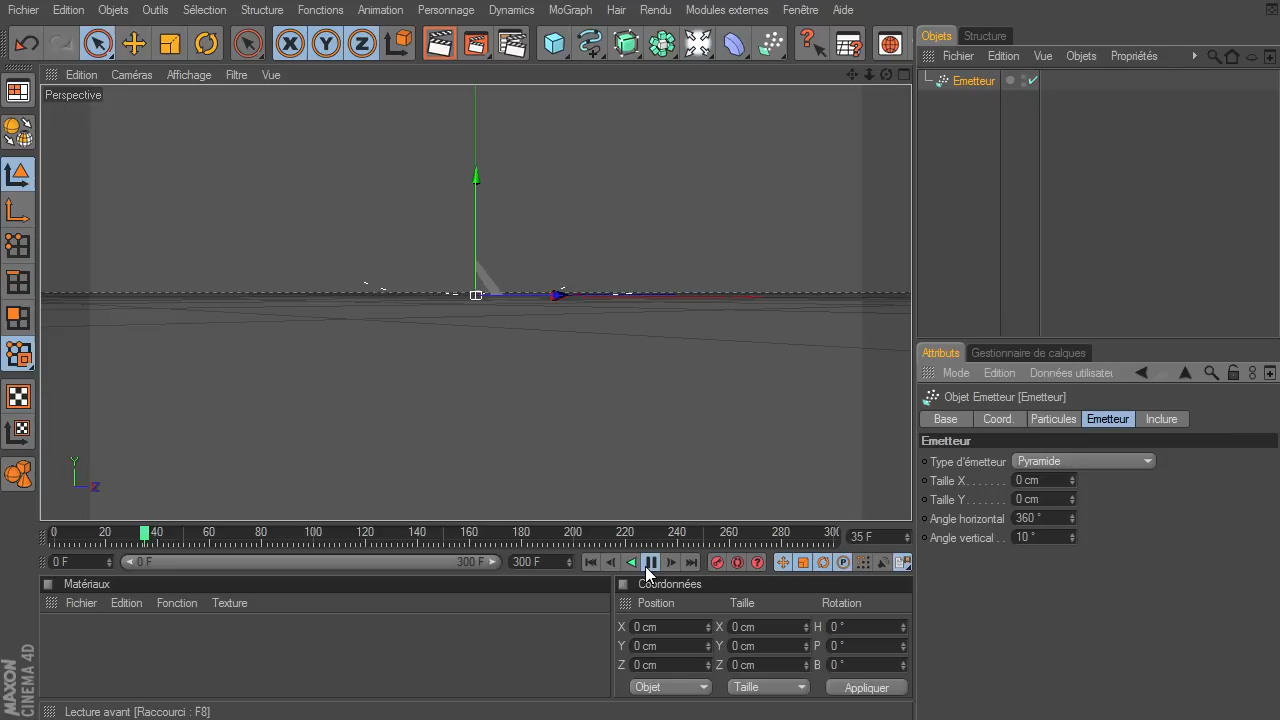 Fichier Edition Objets Outils Sélection Structure Fonctions Animation Personnage Dynamics MoGraph Hair Rendu Modules externes Fenêtre Aide
X Y Z
Edition Caméras Affichage Filtre Vue
Perspective
Y
Z
0 20 40 60 80 100 120 140 160 180 200 220 240 260 280 300
35 F
0 F
0 F
300 F
300 F
Matériaux
Fichier Edition Fonction Texture
Coordonnées
Position Taille Rotation
X 0 cm X 0 cm H 0 °
Y 0 cm Y 0 cm P 0 °
Z 0 cm Z 0 cm B 0 °
Objet Taille Appliquer
MAXON
CINEMA 4D
Lecture avant [Raccourci : F8]
Objets Structure
Fichier Edition Vue Objets Propriétés
Emetteur
Attributs Gestionnaire de calques
Mode Edition Données utilisateu
Objet Emetteur [Emetteur]
Base Coord. Particules Emetteur Inclure
Emetteur
Type d'émetteur Pyramide
Taille X. . . . . . . 0 cm
Taille Y. . . . . . . 0 cm
Angle horizontal 360 °
Angle vertical . . 10 °